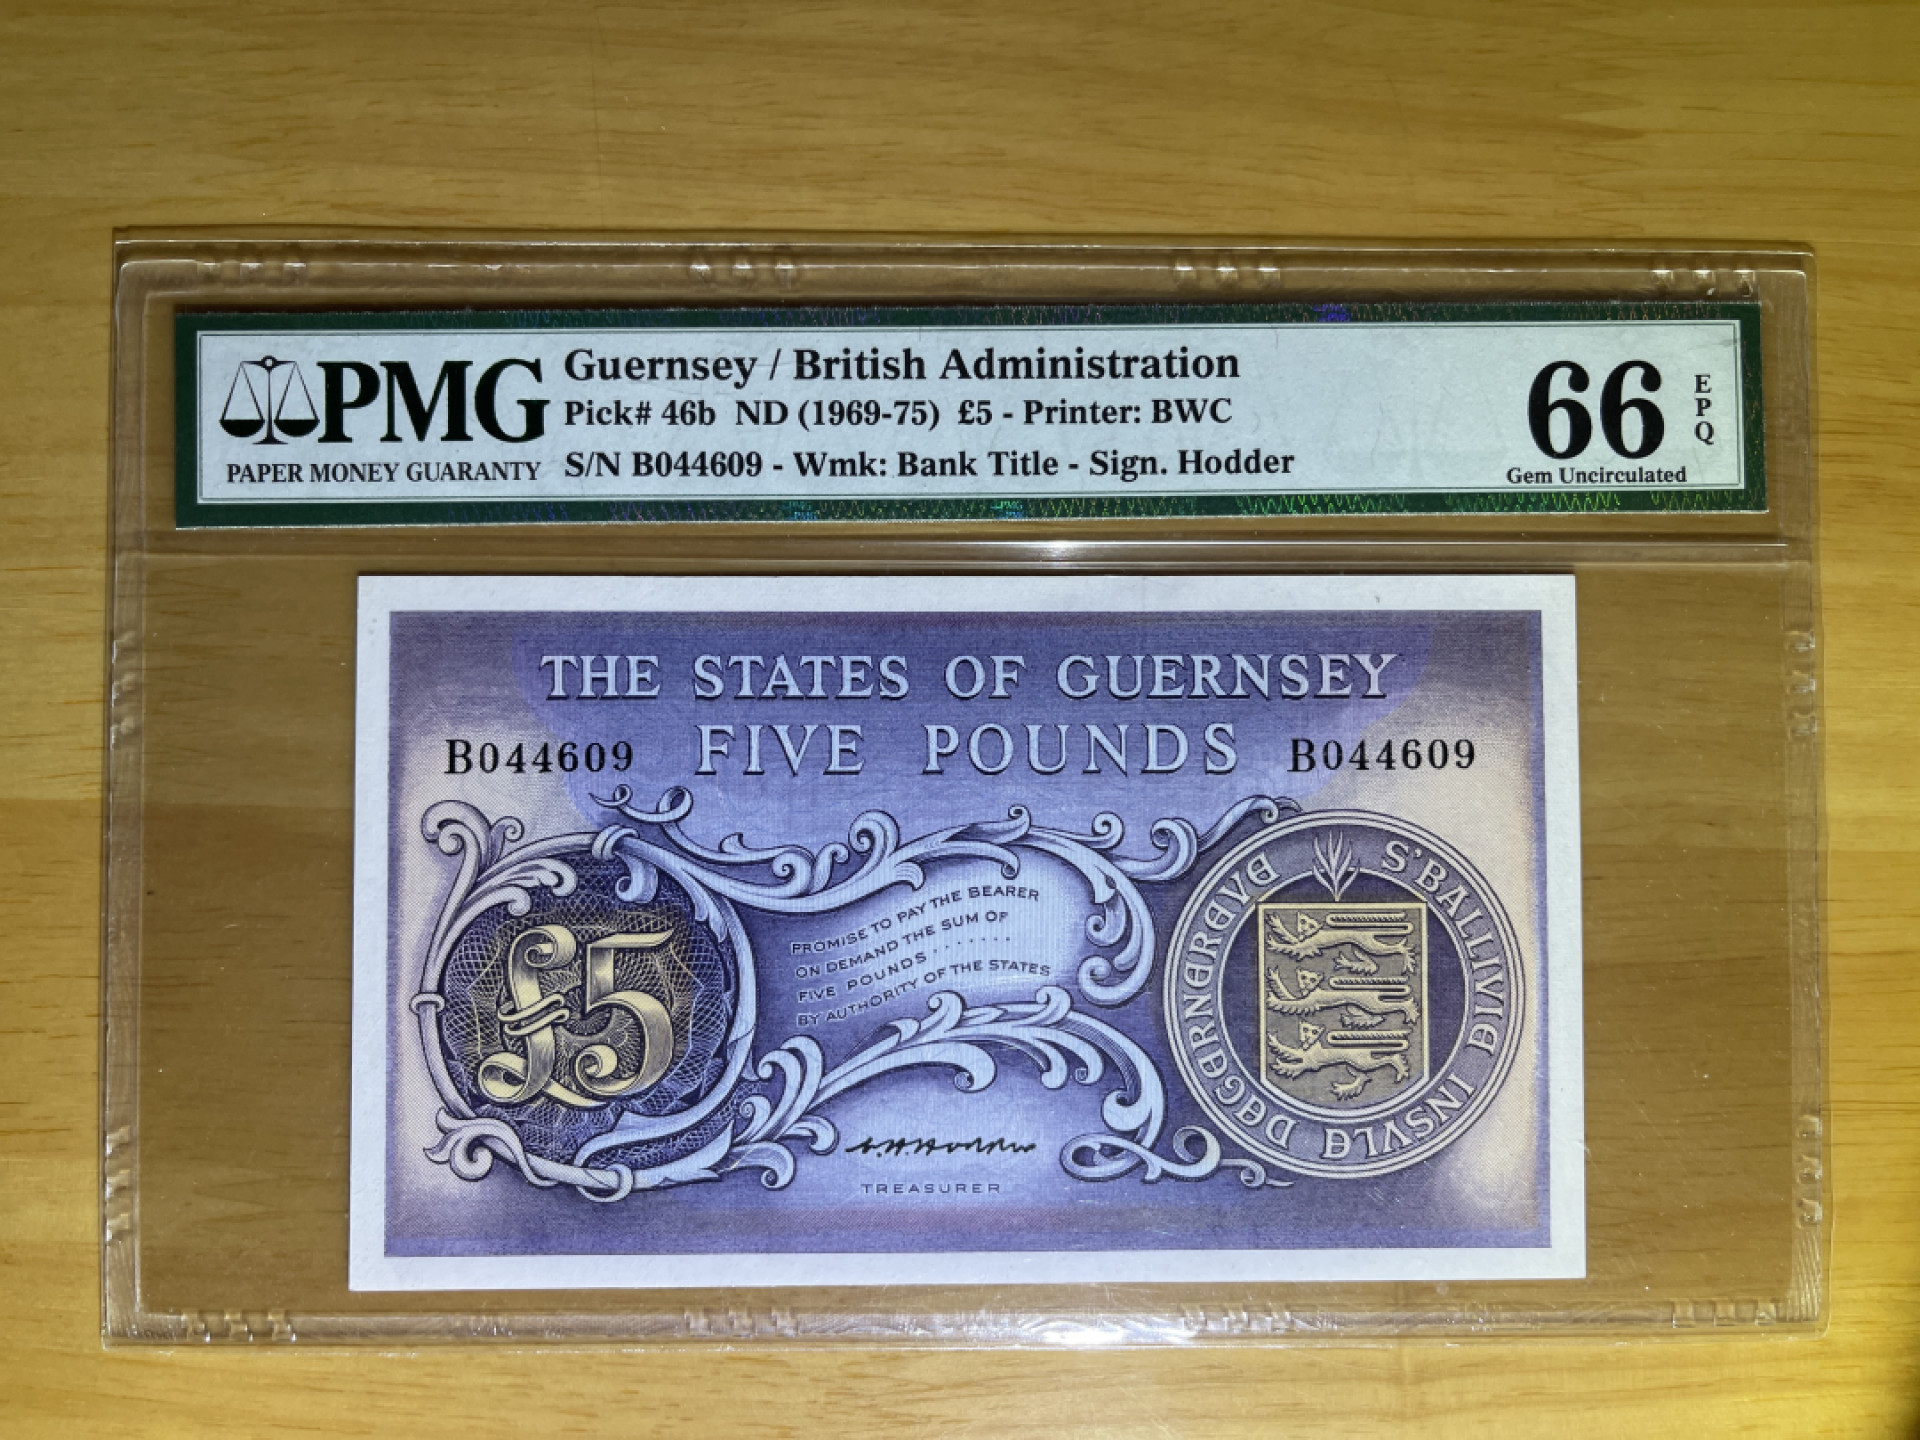 PMG
PAPER MONEY GUARANTY
Guernsey / British Administration
Pick# 46b ND (1969-75) £5 - Printer: BWC
S/N B044609 - Wmk: Bank Title - Sign. Hodder
66
EPQ
Gem Uncirculated
THE STATES OF GUERNSEY
FIVE POUNDS
B044609
B044609
£5
PROMISE TO PAY THE BEARER
ON DEMAND THE SUM OF
FIVE POUNDS . . . . . . .
BY AUTHORITY OF THE STATES
TREASURER
S'BALLIVIE INSVLE DEGERNEREVE